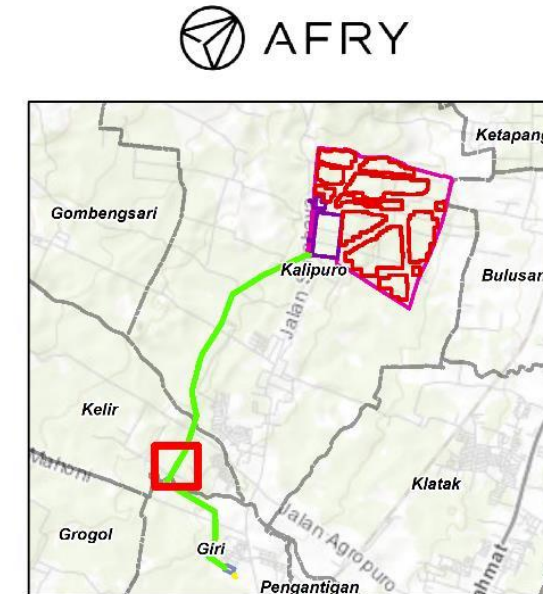 AFRY
Ketapang
Gombengsari
Kalipuro
Bulusan
Jalan
Kelir
Mahoni
Klatak
Grogol
Giri
Jalan Agropuro
Pengantigan